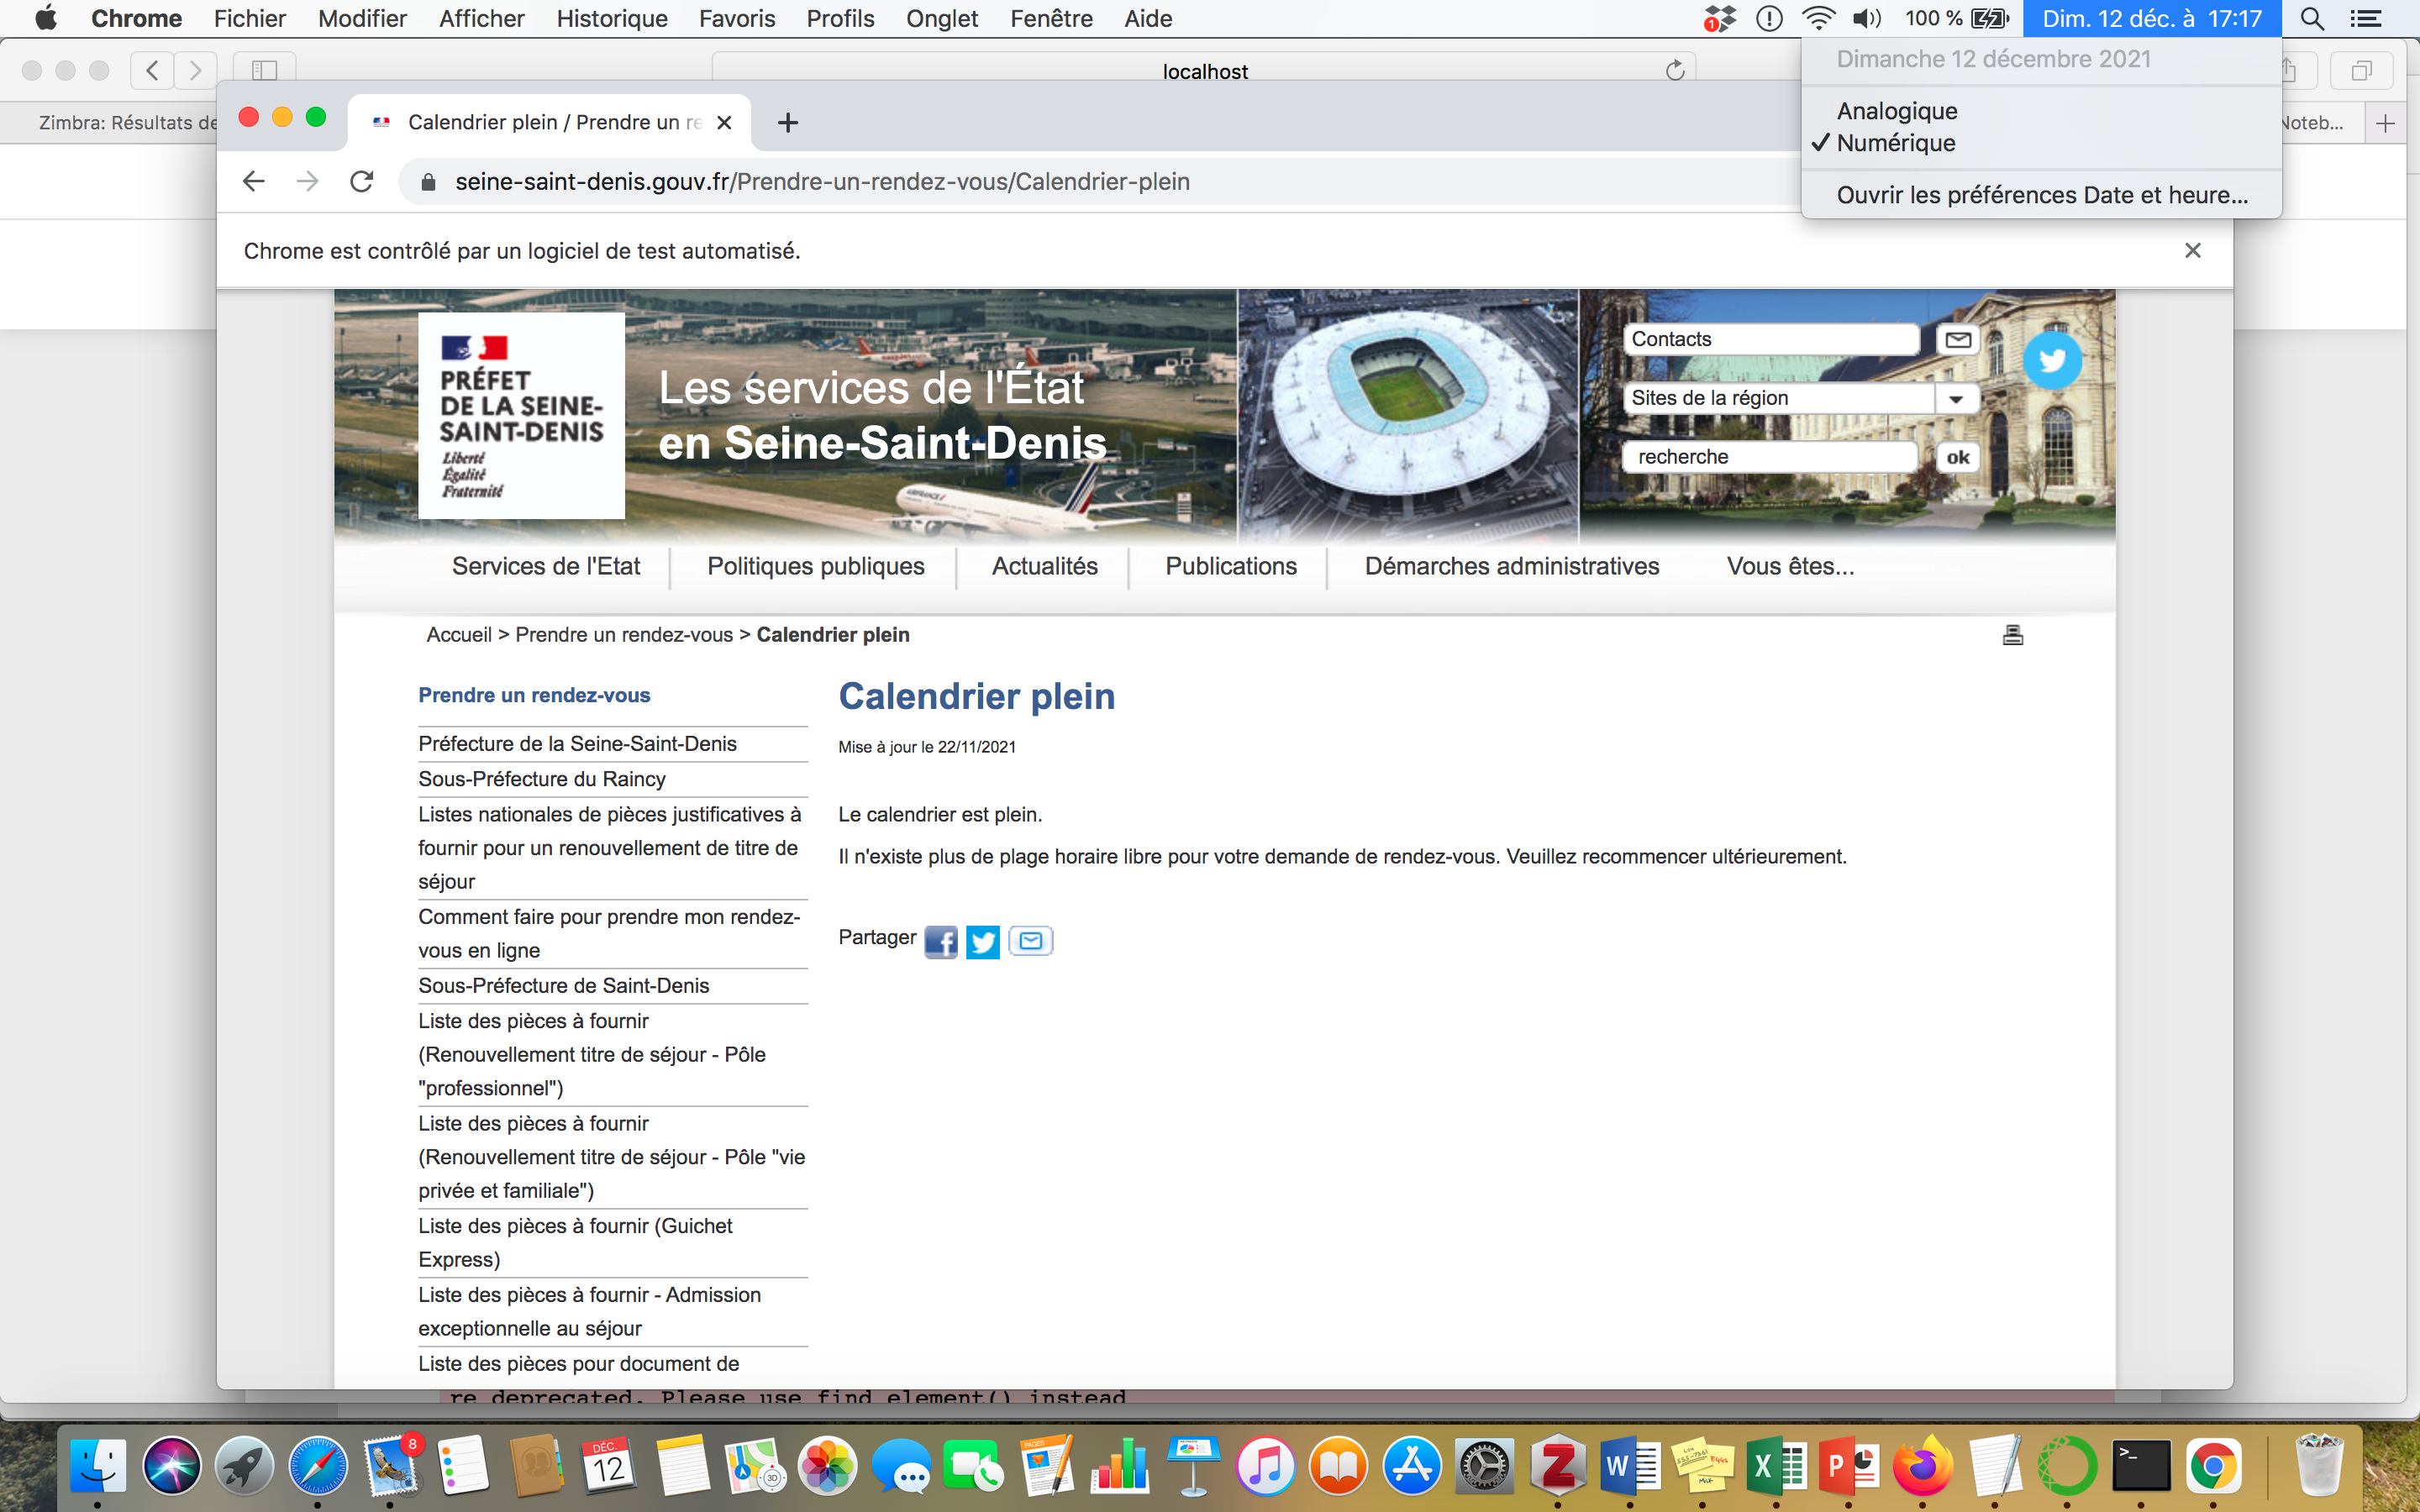 Chrome Fichier Modifier Afficher Historique Favoris Profils Onglet Fenêtre Aide 1 100 % Dim. 12 déc. à 17:17
Dimanche 12 décembre 2021
Analogique
✓ Numérique
Ouvrir les préférences Date et heure...
localhost
Zimbra: Résultats de
Noteb...
Calendrier plein / Prendre un re
seine-saint-denis.gouv.fr/Prendre-un-rendez-vous/Calendrier-plein
Chrome est contrôlé par un logiciel de test automatisé.
PRÉFET
DE LA SEINE-
SAINT-DENIS
Liberté
Égalité
Fraternité
Les services de l'État
en Seine-Saint-Denis
AIRFRANCE
Contacts
Sites de la région
recherche ok
Services de l'Etat Politiques publiques Actualités Publications Démarches administratives Vous êtes...
Accueil > Prendre un rendez-vous > Calendrier plein
Prendre un rendez-vous
Préfecture de la Seine-Saint-Denis
Sous-Préfecture du Raincy
Listes nationales de pièces justificatives à
fournir pour un renouvellement de titre de
séjour
Comment faire pour prendre mon rendez-
vous en ligne
Sous-Préfecture de Saint-Denis
Liste des pièces à fournir
(Renouvellement titre de séjour - Pôle
"professionnel")
Liste des pièces à fournir
(Renouvellement titre de séjour - Pôle "vie
privée et familiale")
Liste des pièces à fournir (Guichet
Express)
Liste des pièces à fournir - Admission
exceptionnelle au séjour
Liste des pièces pour document de
Calendrier plein
Mise à jour le 22/11/2021
Le calendrier est plein.
Il n'existe plus de plage horaire libre pour votre demande de rendez-vous. Veuillez recommencer ultérieurement.
Partager
re deprecated. Please use find_element() instead
8
DÉC.
12
3D
PAGES